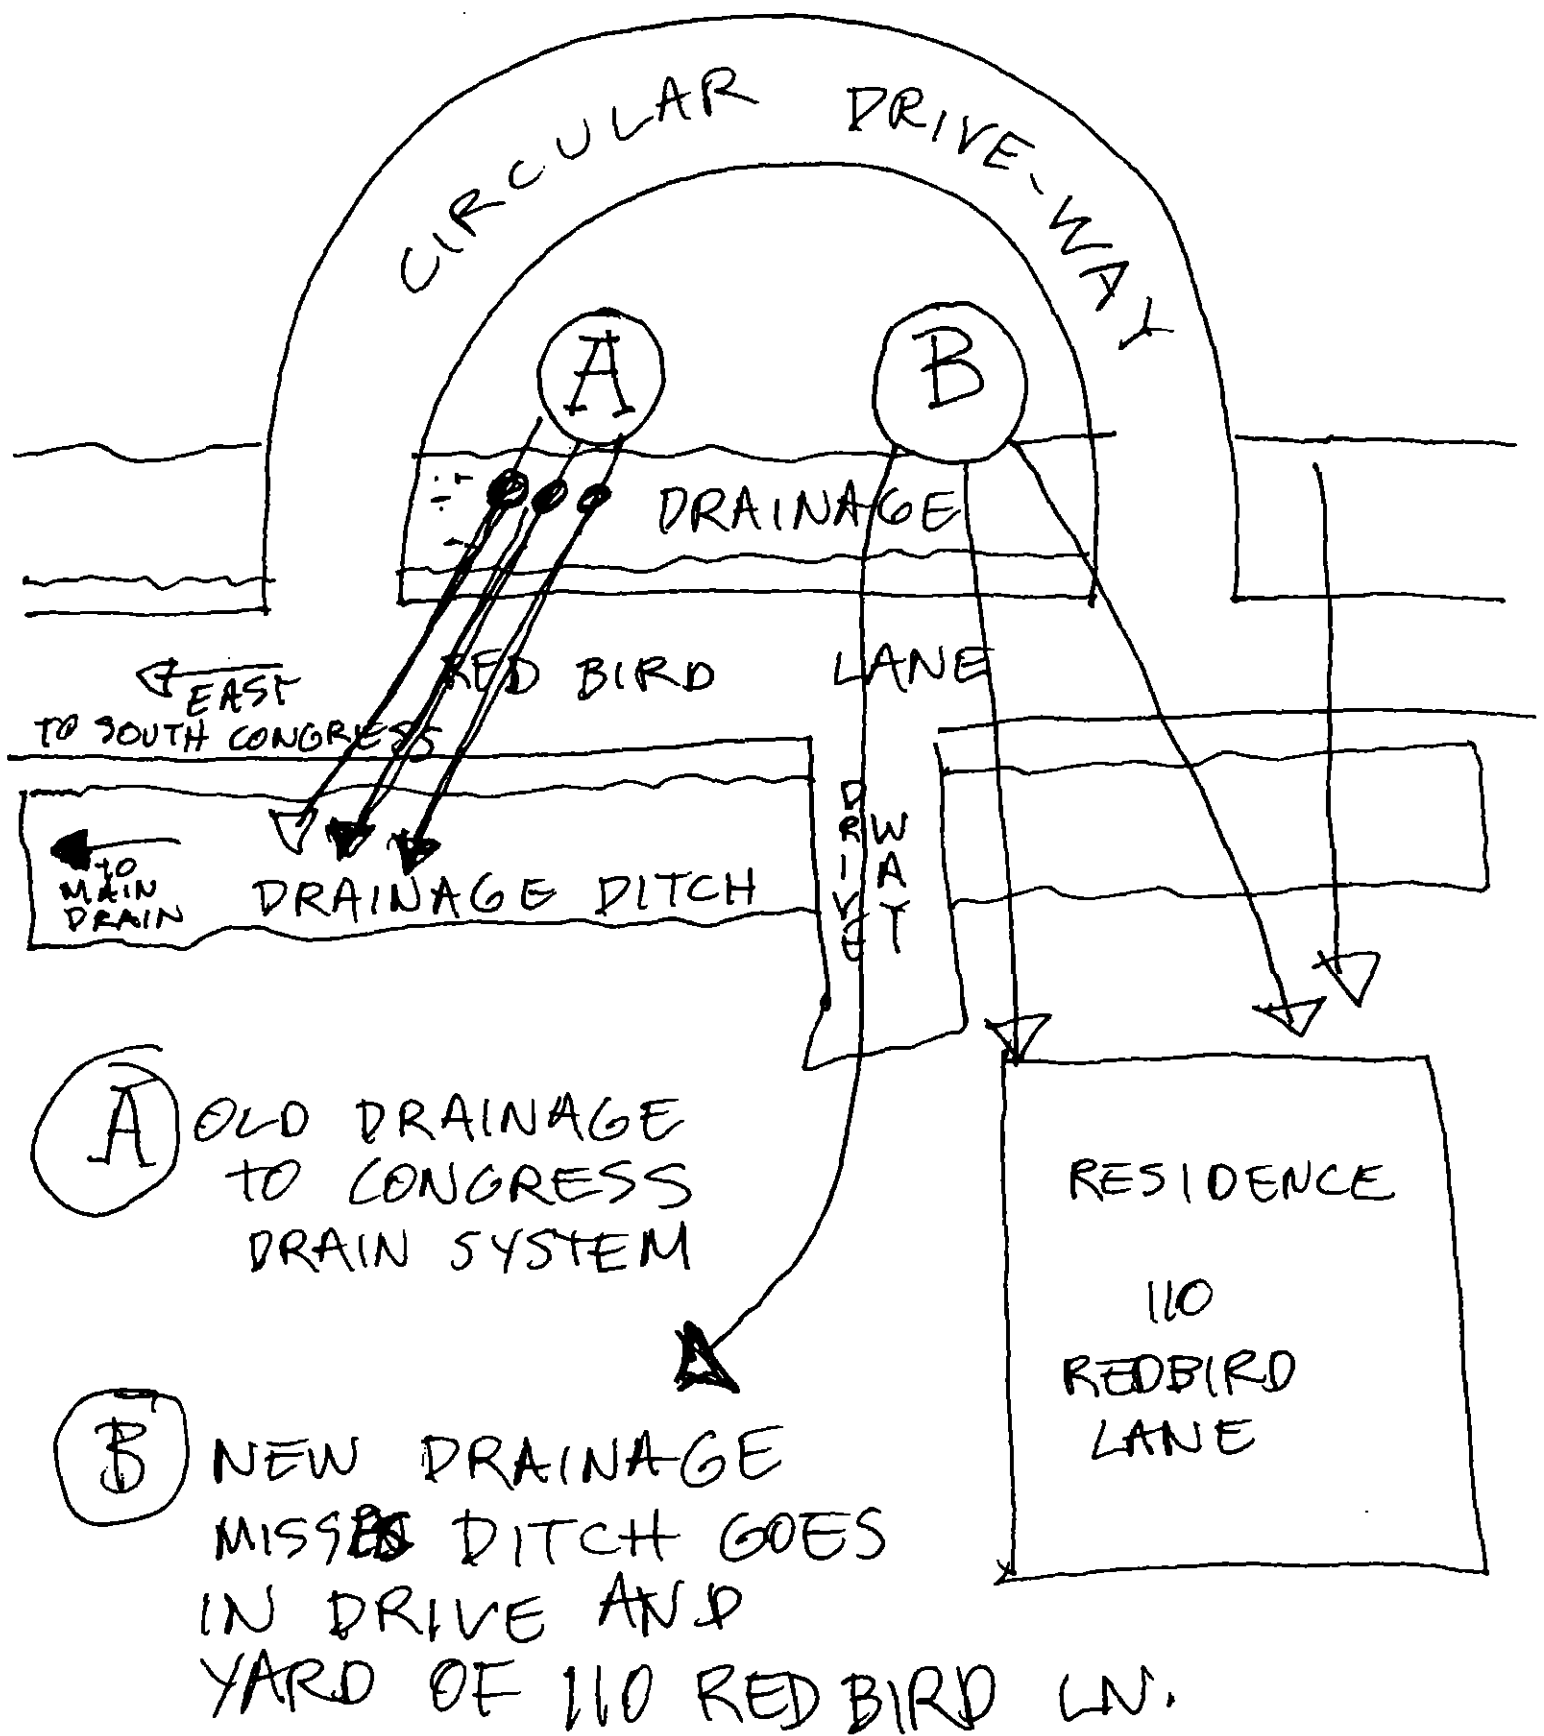 CIRCULAR DRIVE-WAY
A
B
DRAINAGE
RED BIRD LANE
EAST
TO SOUTH CONGRESS
DRIVE
WAY
TO
MAIN
DRAIN
DRAINAGE DITCH
A OLD DRAINAGE
TO CONGRESS
DRAIN SYSTEM
RESIDENCE
110
REDBIRD
LANE
B NEW DRAINAGE
MISSES DITCH GOES
IN DRIVE AND
YARD OF 110 RED BIRD LN.